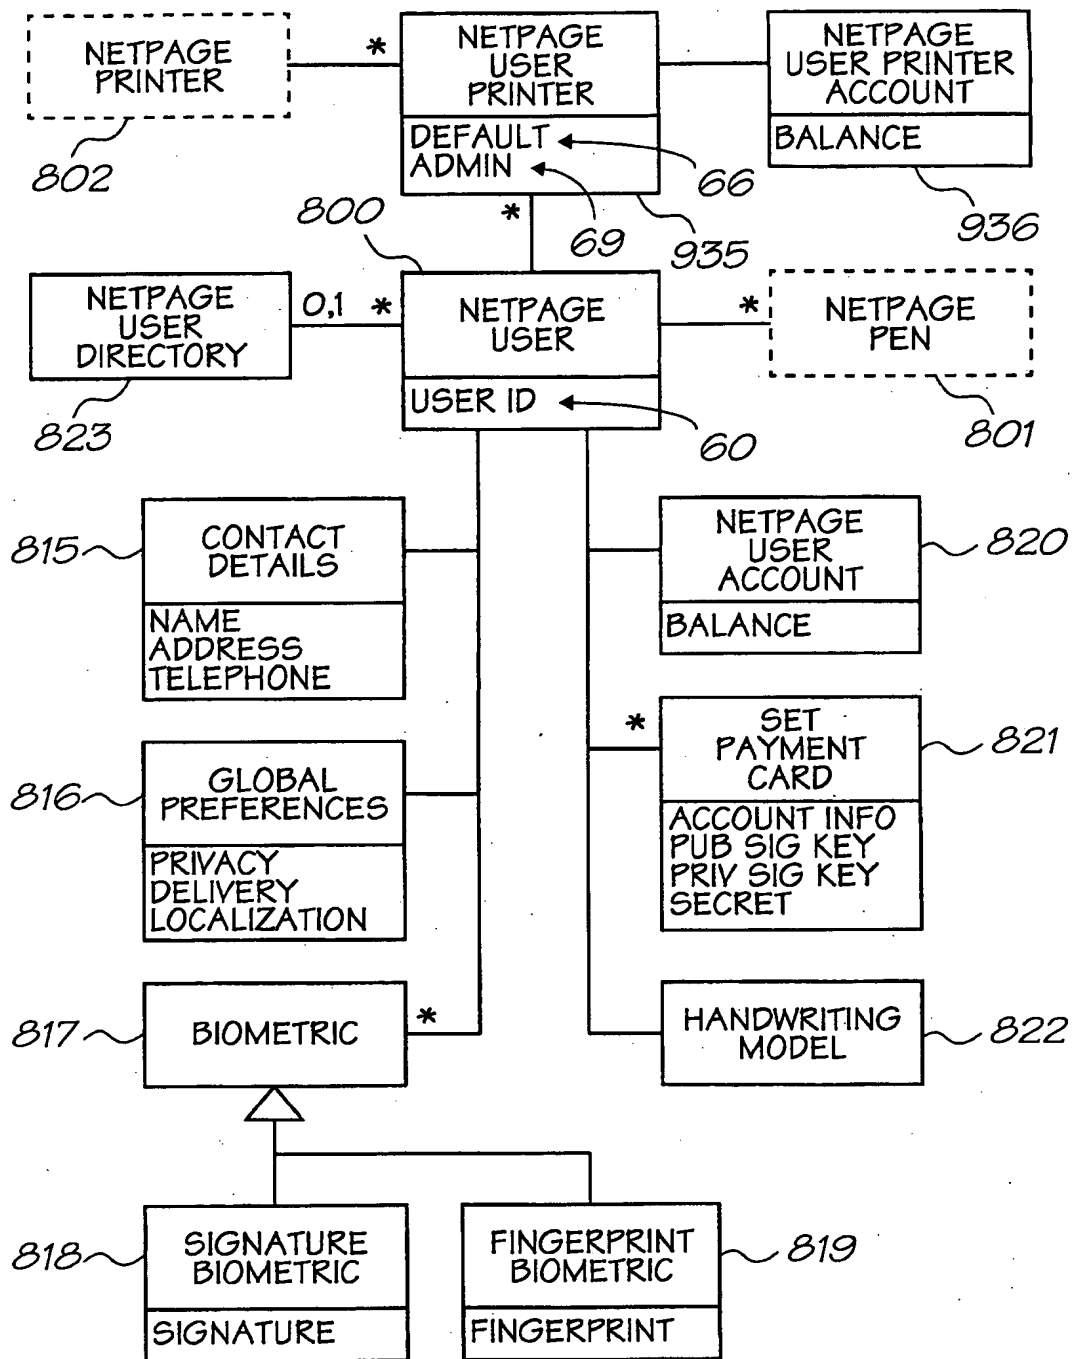 NETPAGE
PRINTER
802
*
NETPAGE
USER
PRINTER
DEFAULT
ADMIN
66
69
935
NETPAGE
USER PRINTER
ACCOUNT
BALANCE
936
*
800
NETPAGE
USER
DIRECTORY
823
0,1
*
NETPAGE
USER
USER ID
60
*
NETPAGE
PEN
801
815
CONTACT
DETAILS
NAME
ADDRESS
TELEPHONE
NETPAGE
USER
ACCOUNT
BALANCE
820
816
GLOBAL
PREFERENCES
PRIVACY
DELIVERY
LOCALIZATION
*
SET
PAYMENT
CARD
ACCOUNT INFO
PUB SIG KEY
PRIV SIG KEY
SECRET
821
817
BIOMETRIC
*
HANDWRITING
MODEL
822
818
SIGNATURE
BIOMETRIC
SIGNATURE
FINGERPRINT
BIOMETRIC
FINGERPRINT
819